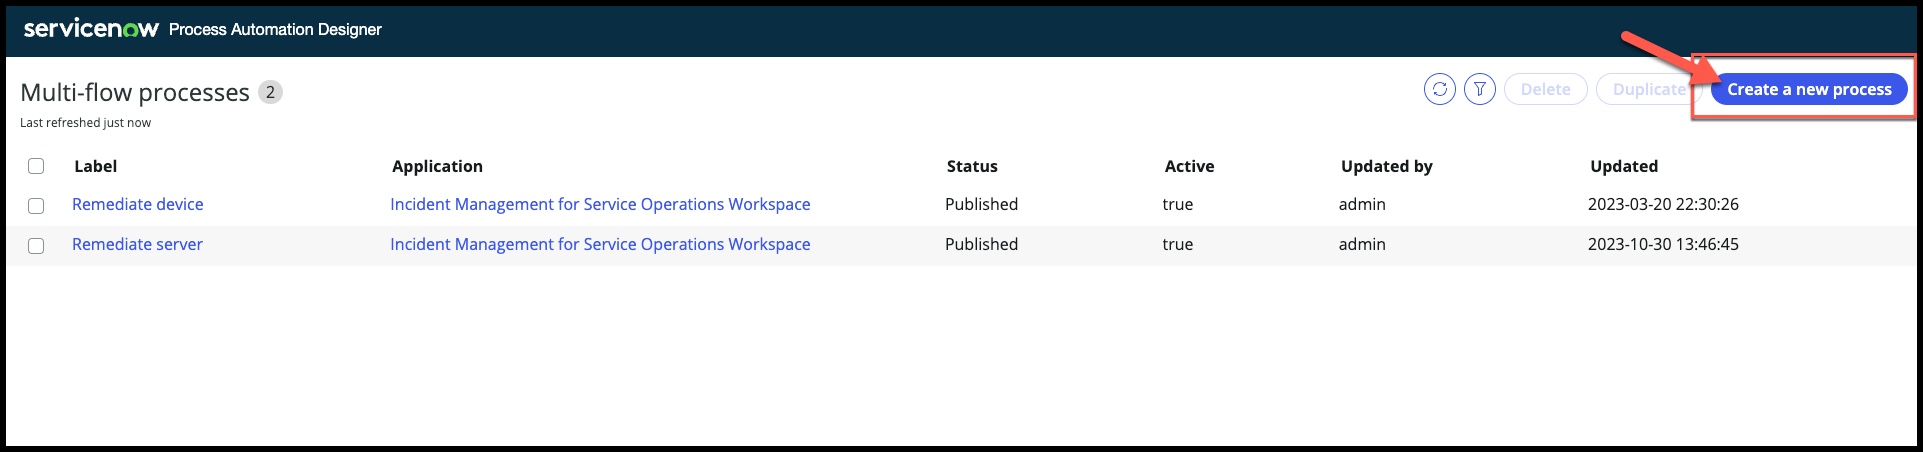 servicenow Process Automation Designer
Multi-flow processes 2
Last refreshed just now
Delete Duplicate Create a new process
Label Application Status Active Updated by Updated
Remediate device Incident Management for Service Operations Workspace Published true admin 2023-03-20 22:30:26
Remediate server Incident Management for Service Operations Workspace Published true admin 2023-10-30 13:46:45